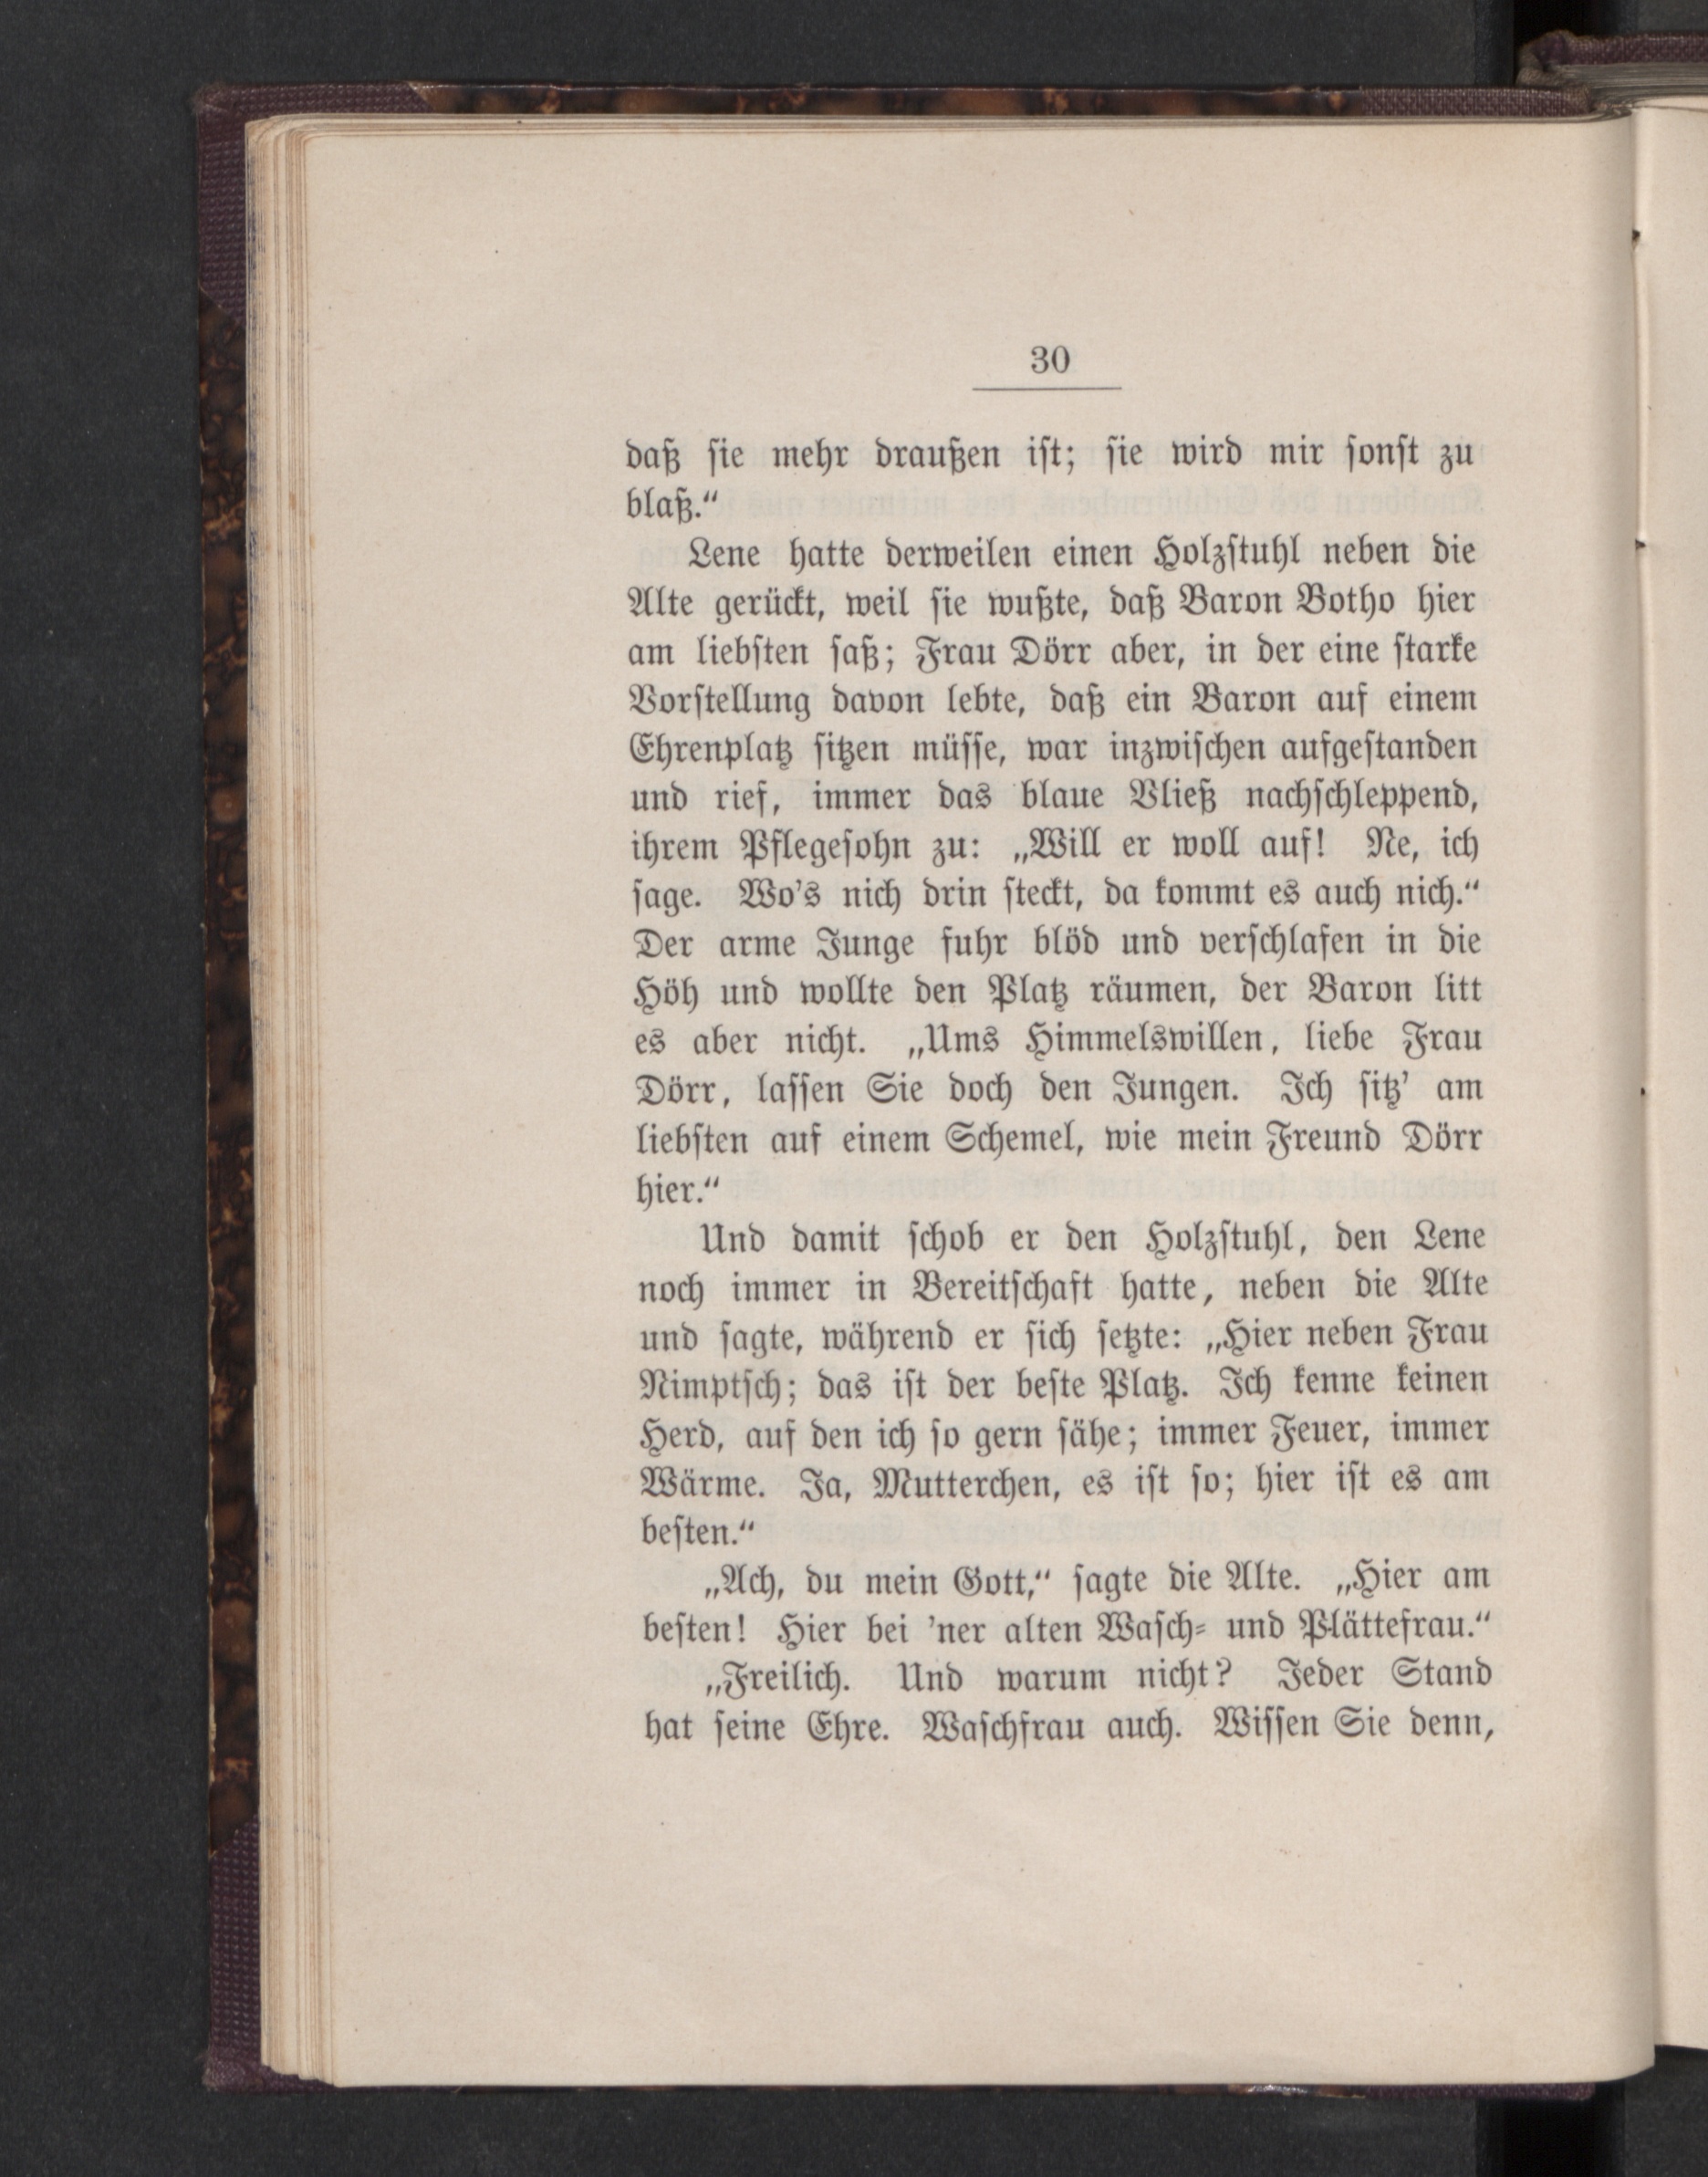 30
daß ſie mehr draußen iſt; ſie wird mir ſonſt zu
blaß.“
Lene hatte derweilen einen Holzſtuhl neben die
Alte gerückt, weil ſie wußte, daß Baron Botho hier
am liebſten ſaß; Frau Dörr aber, in der eine ſtarke
Vorſtellung davon lebte, daß ein Baron auf einem
Ehrenplatz ſitzen müſſe, war inzwiſchen aufgeſtanden
und rief, immer das blaue Vließ nachſchleppend,
ihrem Pflegeſohn zu: „Will er woll auf! Ne, ich
ſage. Wo’s nich drin ſteckt, da kommt es auch nich.“
Der arme Junge fuhr blöd und verſchlafen in die
Höh und wollte den Platz räumen, der Baron litt
es aber nicht. „Ums Himmelswillen, liebe Frau
Dörr, laſſen Sie doch den Jungen. Ich ſitz’ am
liebſten auf einem Schemel, wie mein Freund Dörr
hier.“
Und damit ſchob er den Holzſtuhl, den Lene
noch immer in Bereitſchaft hatte, neben die Alte
und ſagte, während er ſich ſetzte: „Hier neben Frau
Nimptſch; das iſt der beſte Platz. Ich kenne keinen
Herd, auf den ich ſo gern ſähe; immer Feuer, immer
Wärme. Ja, Mutterchen, es iſt ſo; hier iſt es am
beſten.“
„Ach, du mein Gott,“ ſagte die Alte. „Hier am
beſten! Hier bei ’ner alten Waſch- und Plättefrau.“
„Freilich. Und warum nicht? Jeder Stand
hat ſeine Ehre. Waſchfrau auch. Wiſſen Sie denn,